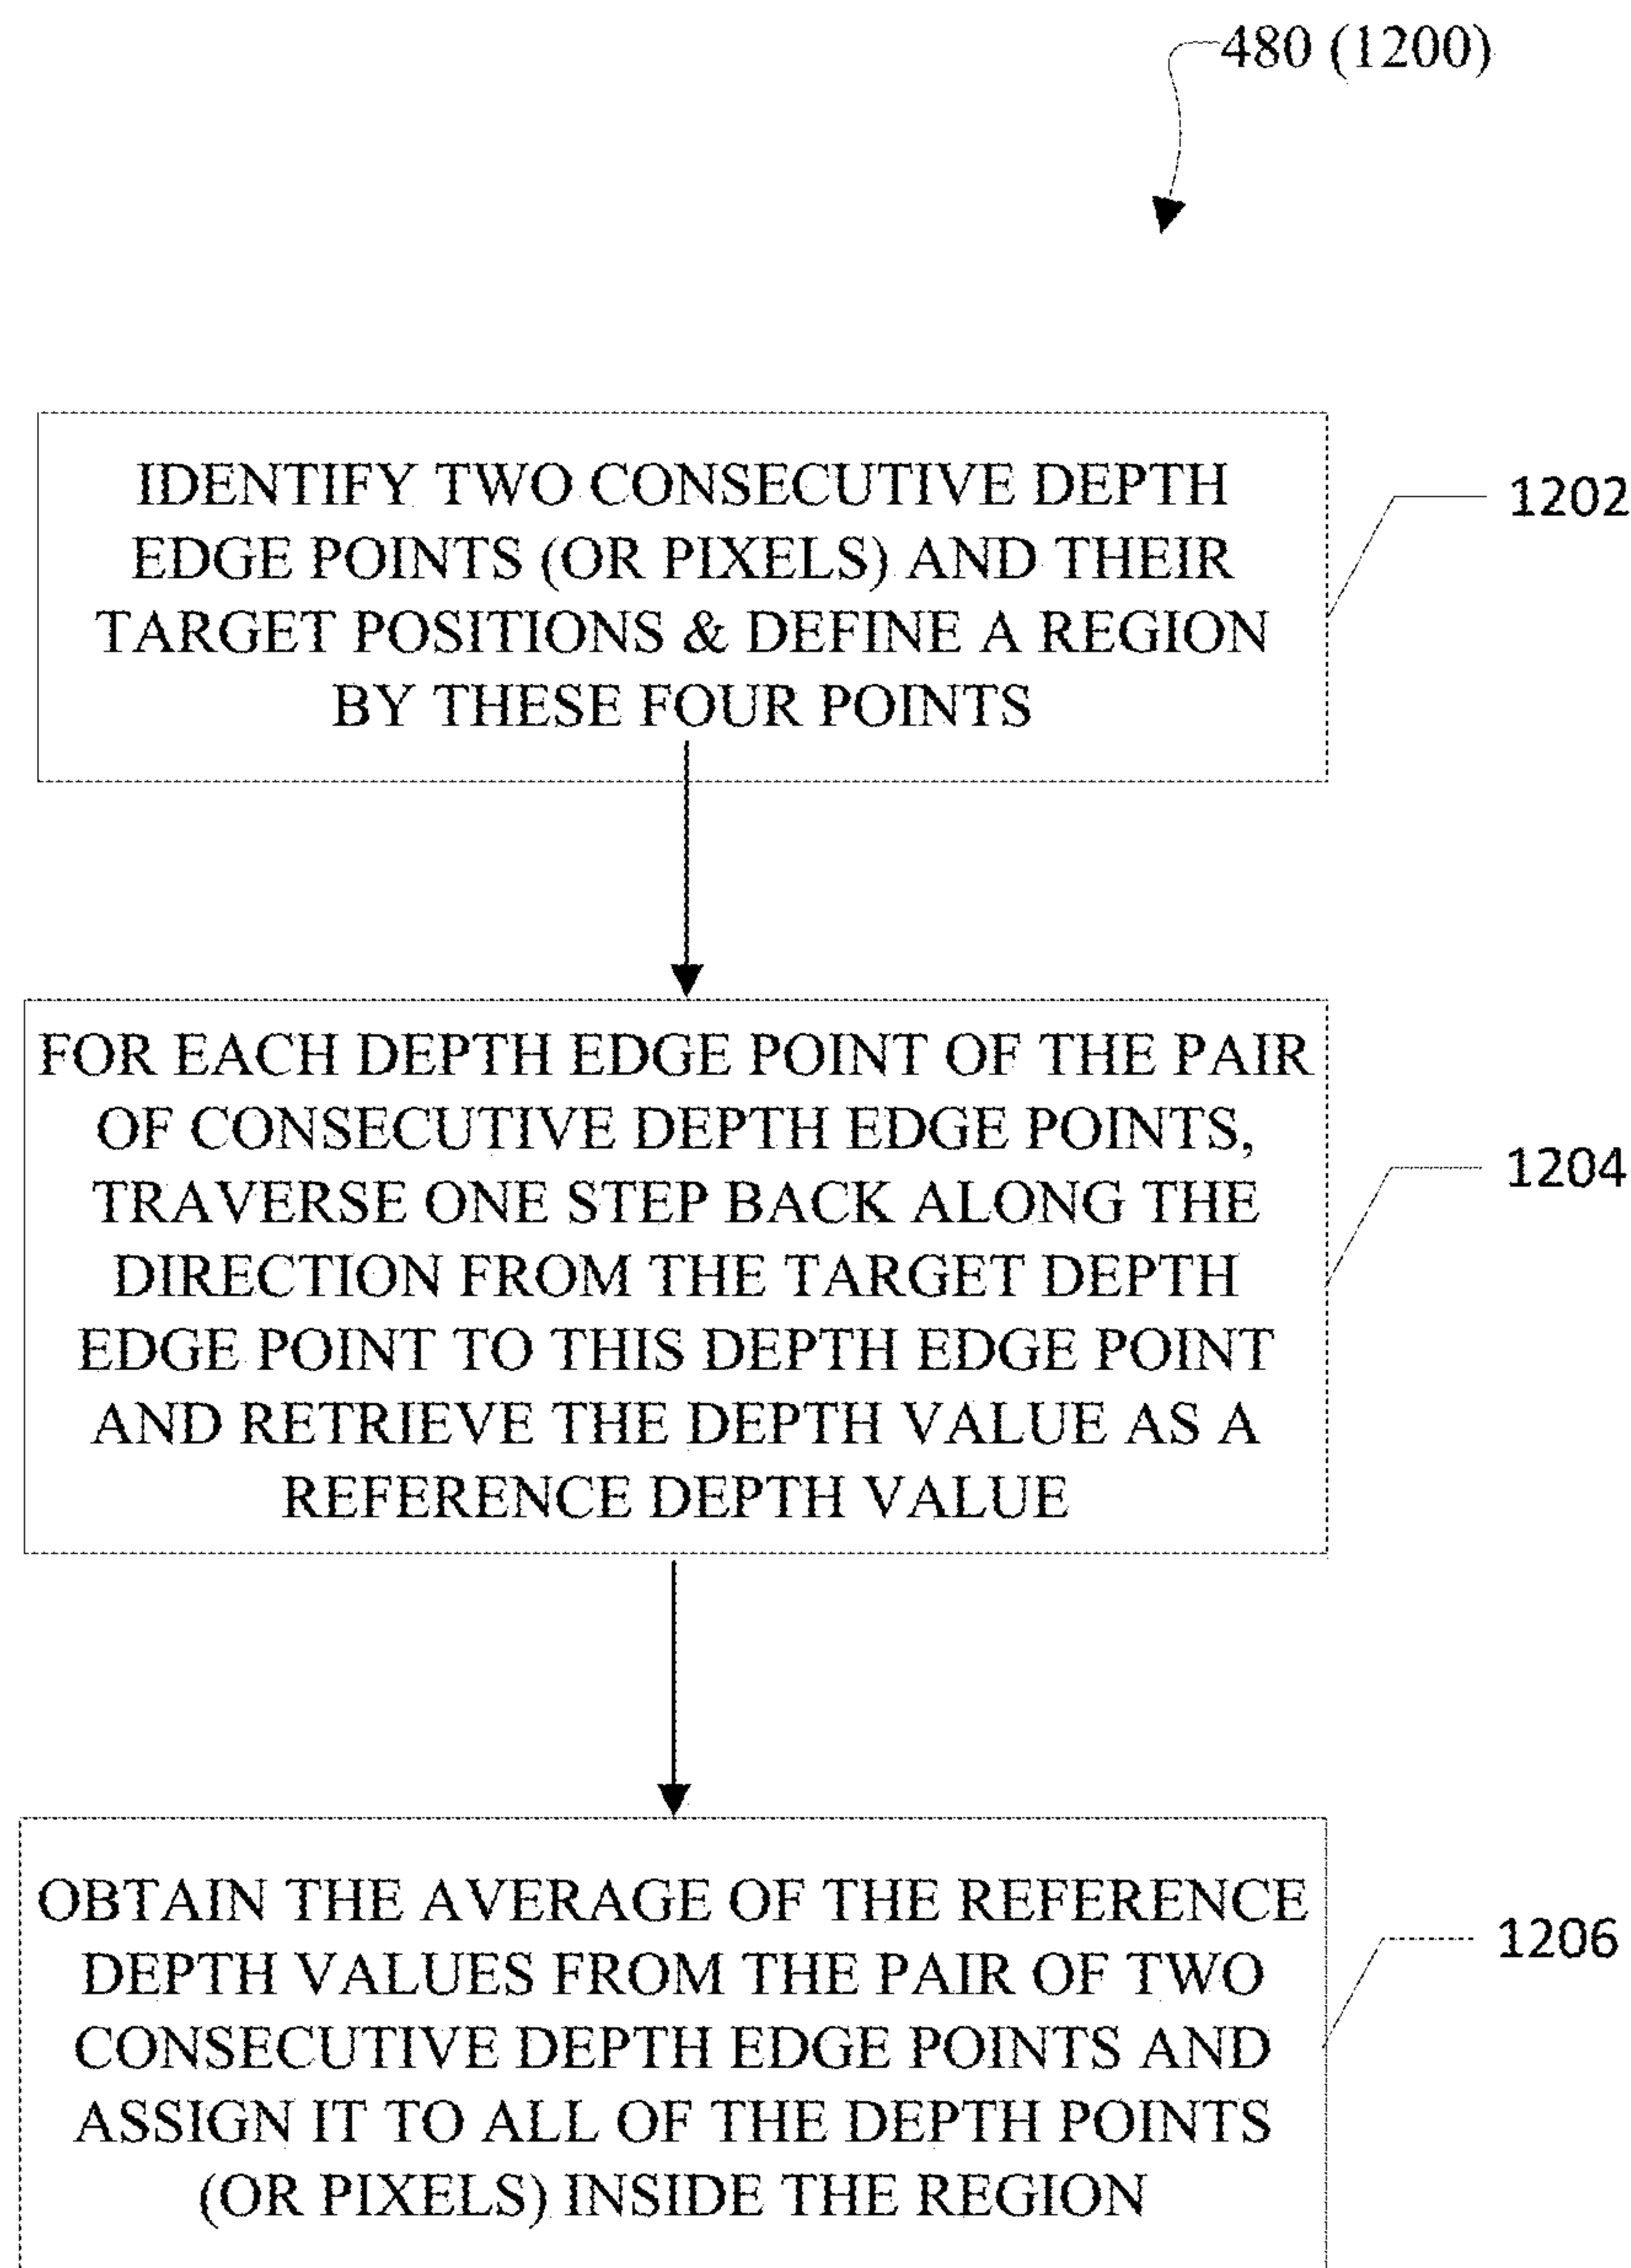 480 (1200)
IDENTIFY TWO CONSECUTIVE DEPTH
EDGE POINTS (OR PIXELS) AND THEIR
TARGET POSITIONS & DEFINE A REGION
BY THESE FOUR POINTS
1202
FOR EACH DEPTH EDGE POINT OF THE PAIR
OF CONSECUTIVE DEPTH EDGE POINTS,
TRAVERSE ONE STEP BACK ALONG THE
DIRECTION FROM THE TARGET DEPTH
EDGE POINT TO THIS DEPTH EDGE POINT
AND RETRIEVE THE DEPTH VALUE AS A
REFERENCE DEPTH VALUE
1204
OBTAIN THE AVERAGE OF THE REFERENCE
DEPTH VALUES FROM THE PAIR OF TWO
CONSECUTIVE DEPTH EDGE POINTS AND
ASSIGN IT TO ALL OF THE DEPTH POINTS
(OR PIXELS) INSIDE THE REGION
1206